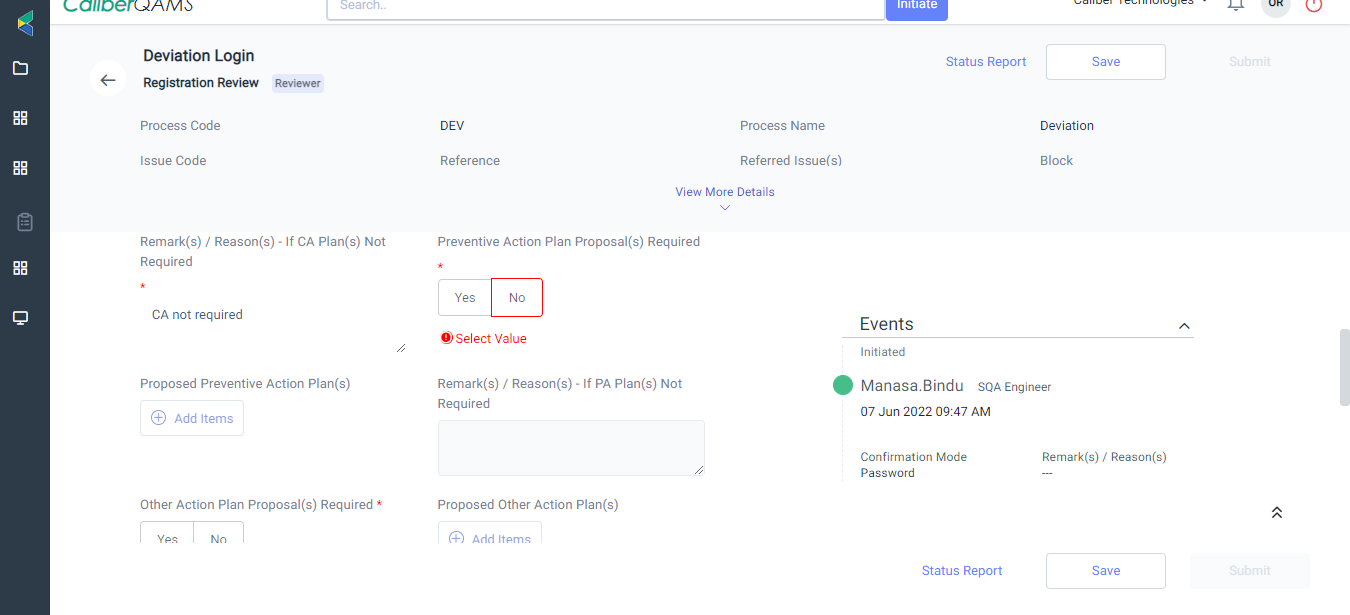 CaliberQAMS
Search..
Initiate
Caliber Technologies
OR
Deviation Login
Registration Review
Reviewer
Status Report
Save
Submit
Process Code
DEV
Process Name
Deviation
Issue Code
Reference
Referred Issue(s)
Block
View More Details
Remark(s) / Reason(s) - If CA Plan(s) Not
Required
*
CA not required
Preventive Action Plan Proposal(s) Required
*
Yes
No
Select Value
Proposed Preventive Action Plan(s)
Add Items
Remark(s) / Reason(s) - If PA Plan(s) Not
Required
Other Action Plan Proposal(s) Required *
Yes
No
Proposed Other Action Plan(s)
Add Items
Events
Initiated
Manasa.Bindu
SQA Engineer
07 Jun 2022 09:47 AM
Confirmation Mode
Password
Remark(s) / Reason(s)
---
Status Report
Save
Submit